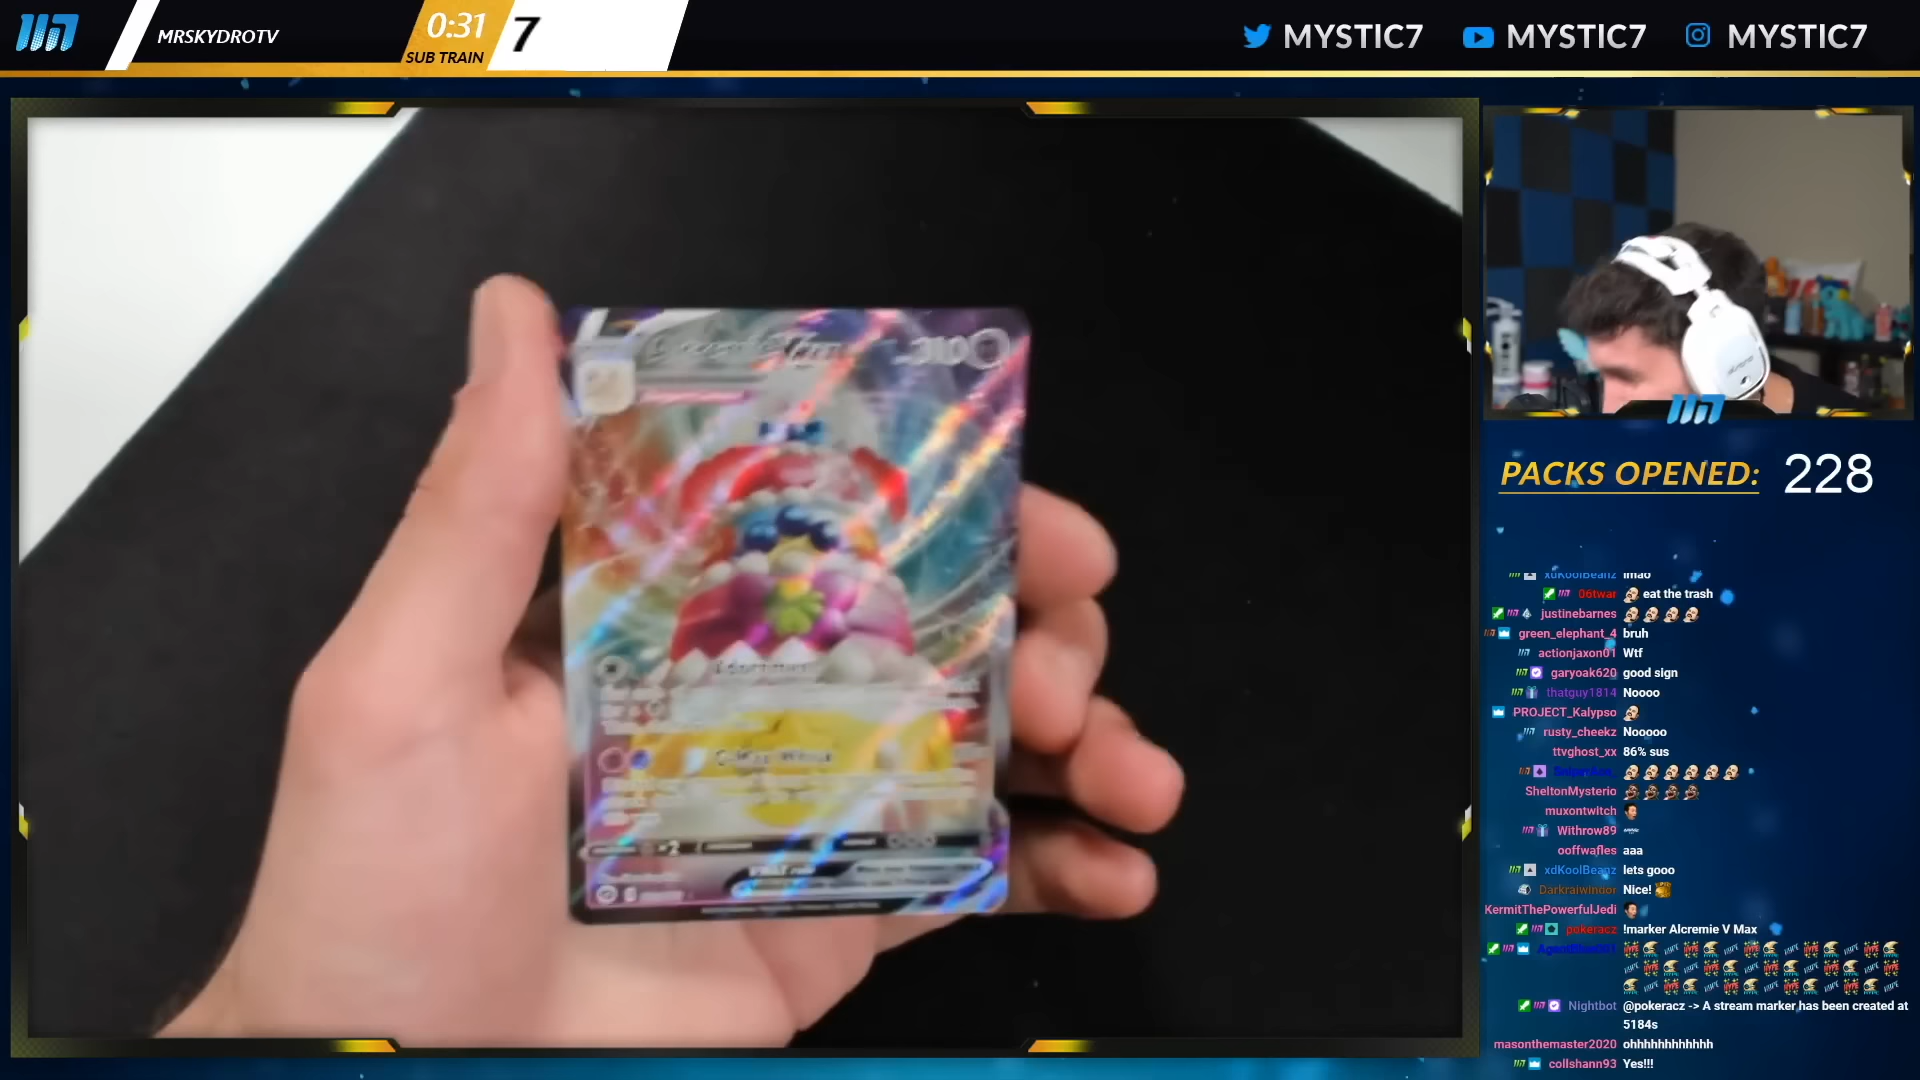 MRSKYDROTV
0:31
SUB TRAIN
7
MYSTIC7
MYSTIC7
MYSTIC7
310
PACKS OPENED: 228
xdKoolBeanz lmao
06twar eat the trash
justinebarnes
green_elephant_4 bruh
actionjaxon01 Wtf
garyoak620 good sign
thatguy1814 Noooo
PROJECT_Kalypso
rusty_cheekz Nooooo
ttvghost_xx 86% sus
SheltonMysterio
muxontwitch
Withrow89
ooffwafles aaa
xdKoolBeanz lets gooo
Darkraiwindor Nice!
KermitThePowerfulJedi
pokeracz !marker Alcremie V Max
Nightbot @pokeracz -> A stream marker has been created at
5184s
masonthemaster2020 ohhhhhhhhhhhh
collshann93 Yes!!!